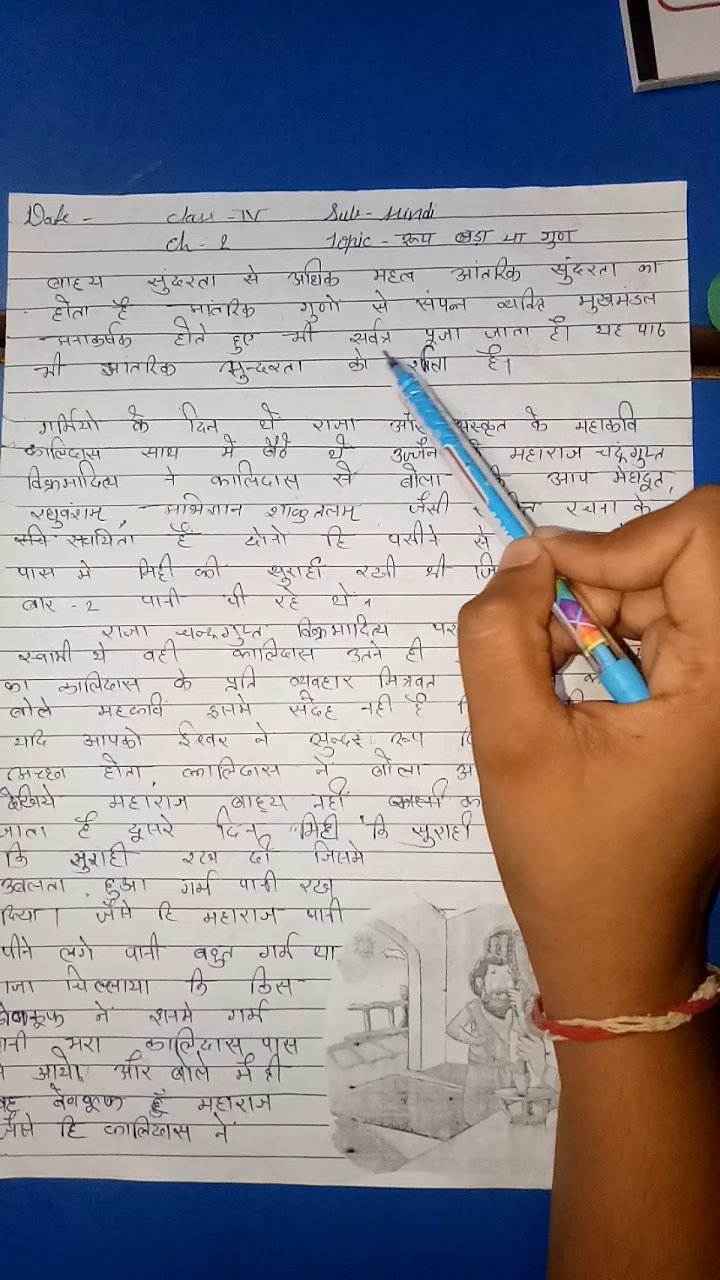 Date - Class - IV Sub - Hindi
Ch - 2 Topic - रूप बड़ा या गुण
बाहय सुंदरता से अधिक महत्व आंतरिक सुंदरता का
होता है आंतरिक गुणों से संपन्न व्यक्ति मुखमंडल
अनाकर्षक होते हुए भी सर्वत्र पूजा जाता है। यह पाठ
भी आंतरिक सुन्दरता को र्शाता है।
गर्मियो के दिन थे राजा और संस्कृत के महाकवि
कालिदास साथ में बैठे थे उज्जैन के महाराज चद्रंगुप्त
विक्रमादित्य ने कालिदास से बोला आप मेघदूत,
रघुवंशम्, अभिज्ञान शाकुंतलम् जैसी रचना के
रचयिता है दोनो हि पसीने से
पास मे मिट्टी की सुराही रखी थी
बार - 2 पानी पी रहे थे।
राजा चन्द्रगुप्त विक्रमादित्य
स्वामी थे वही कालिदास उतने ही
का कालिदास के प्रति व्यवहार मित्रवत
बोले महाकवि इसमे संदेह नही है
यदि आपको ईश्वर ने सुन्दर रूप
अच्छा होता, कालिदास ने बोला
देखिये महाराज बाहय नहीं
जाता है दूसरे दिन मिट्टी कि सुराही
कि सुराही रख दी जिसमे
उबलता हुआ गर्म पानी रख
दिया। जैसे हि महाराज पानी
पीने लगे पानी बहुत गर्म था
राजा चिल्लाया कि किस
बेवाकूफ ने इसमे गर्म
पानी भरा कालिदास पास
मे आये और बोले मैं ही
वह बेवकूफ हूँ महाराज
जैसे हि कालिदास ने